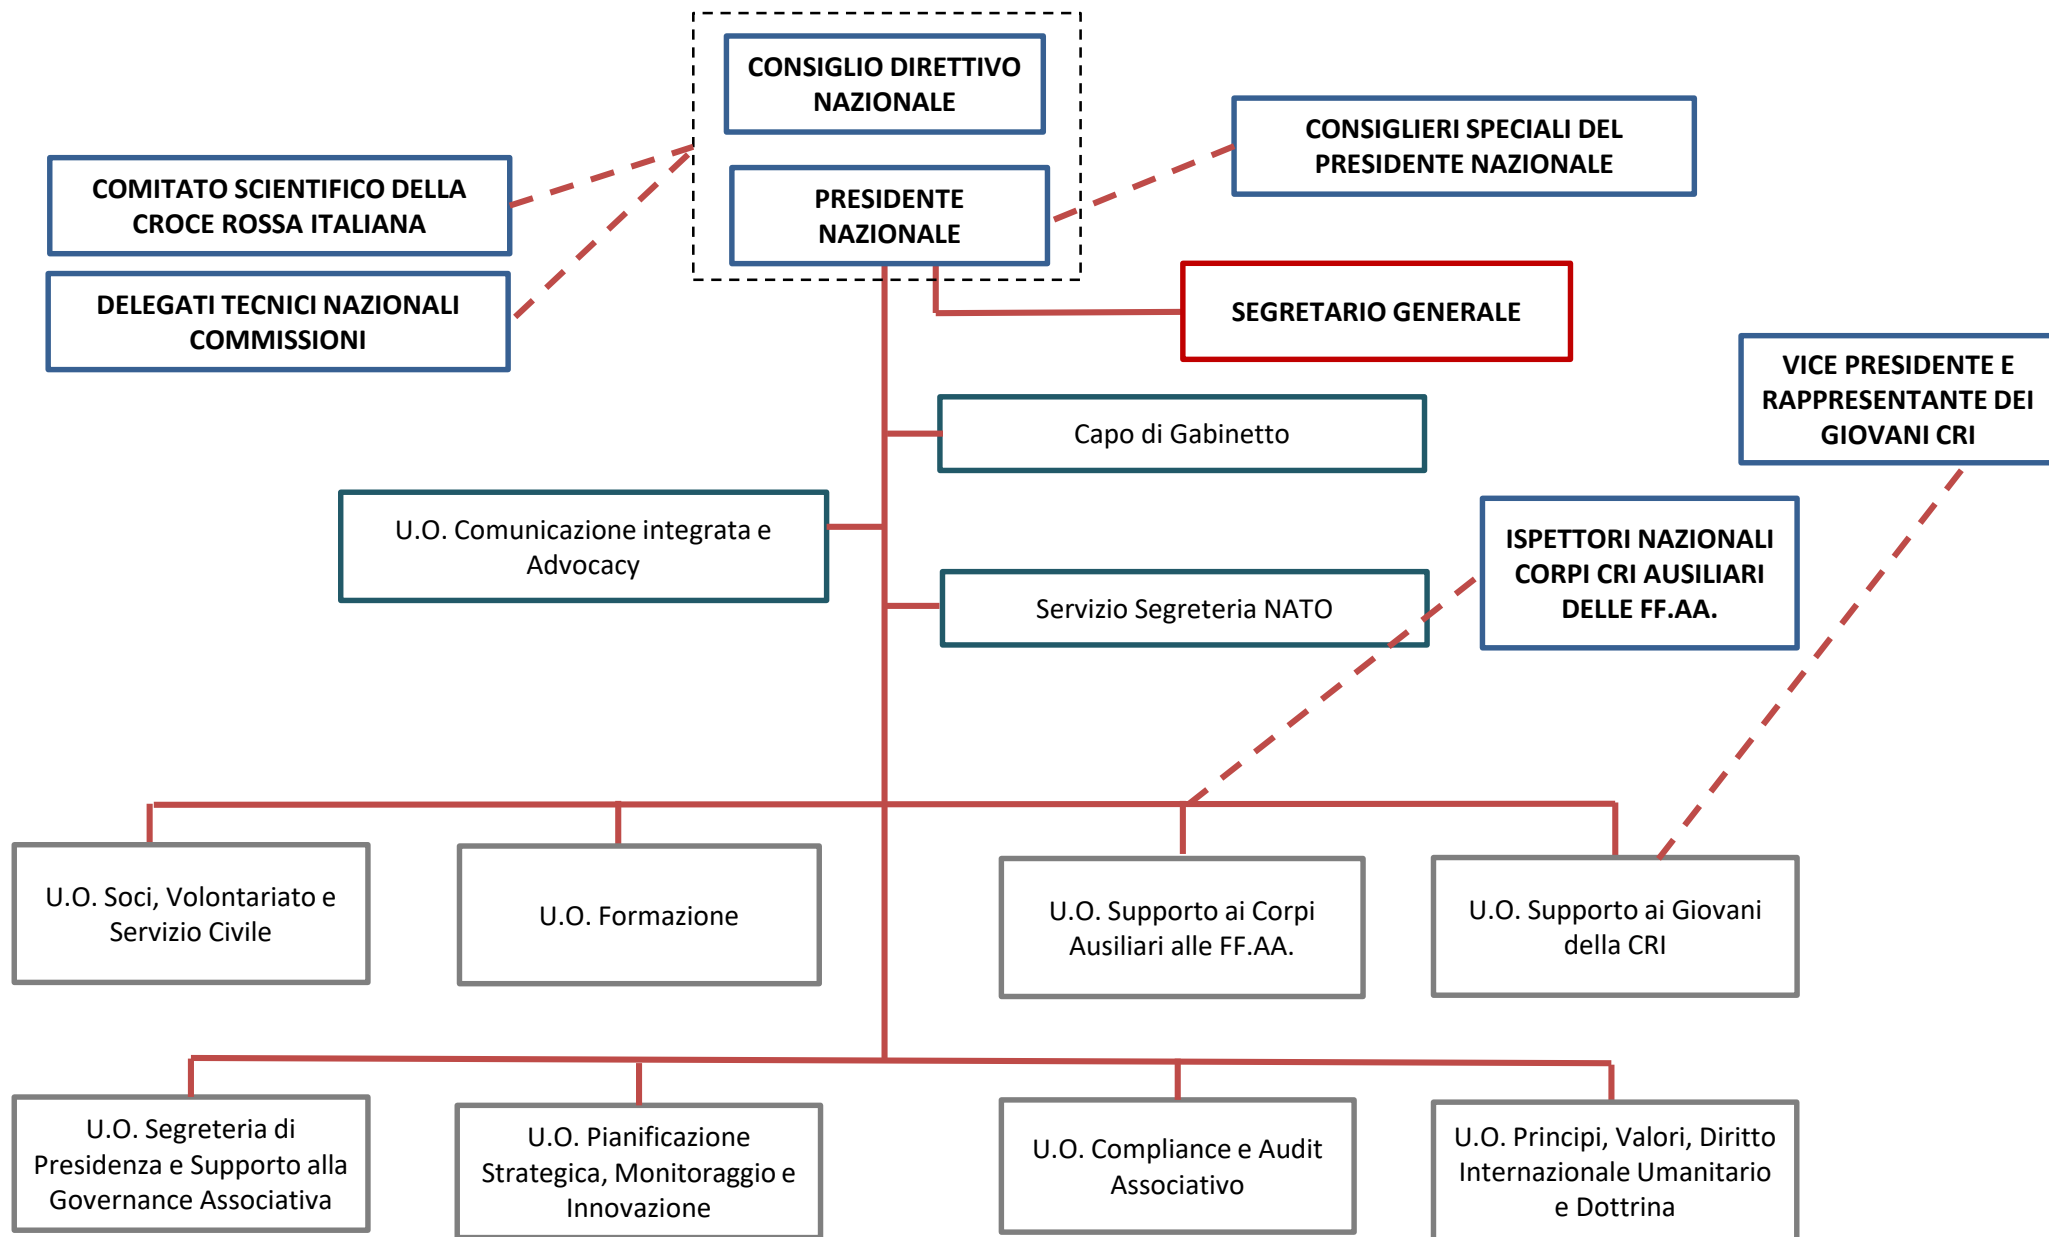 CONSIGLIO DIRETTIVO
NAZIONALE
CONSIGLIERI SPECIALI DEL
PRESIDENTE NAZIONALE
COMITATO SCIENTIFICO DELLA
CROCE ROSSA ITALIANA
PRESIDENTE
NAZIONALE
DELEGATI TECNICI NAZIONALI
COMMISSIONI
SEGRETARIO GENERALE
VICE PRESIDENTE E
RAPPRESENTANTE DEI
GIOVANI CRI
Capo di Gabinetto
U.O. Comunicazione integrata e
Advocacy
ISPETTORI NAZIONALI
CORPI CRI AUSILIARI
DELLE FF.AA.
Servizio Segreteria NATO
U.O. Soci, Volontariato e
Servizio Civile
U.O. Formazione
U.O. Supporto ai Corpi
Ausiliari alle FF.AA.
U.O. Supporto ai Giovani
della CRI
U.O. Segreteria di
Presidenza e Supporto alla
Governance Associativa
U.O. Pianificazione
Strategica, Monitoraggio e
Innovazione
U.O. Compliance e Audit
Associativo
U.O. Principi, Valori, Diritto
Internazionale Umanitario
e Dottrina